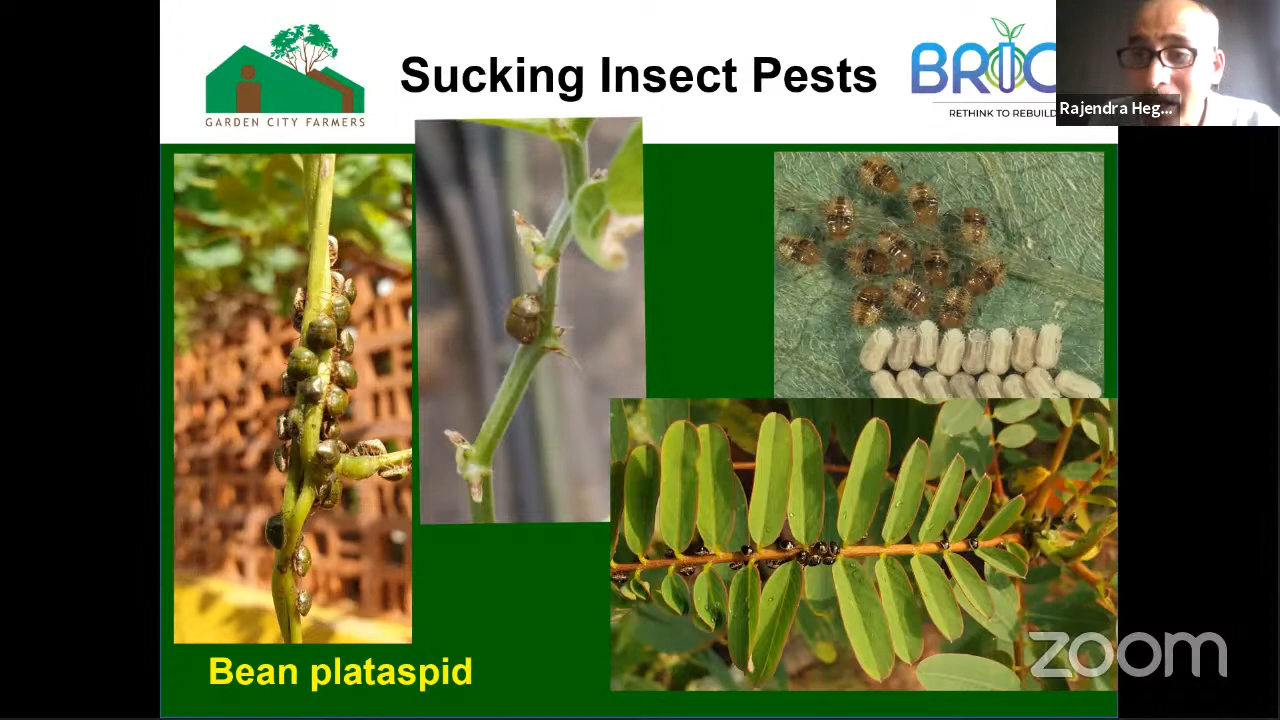 Sucking Insect Pests
GARDEN CITY FARMERS
BRIC
RETHINK TO REBUILD
Rajendra Heg...
Bean plataspid
zoom